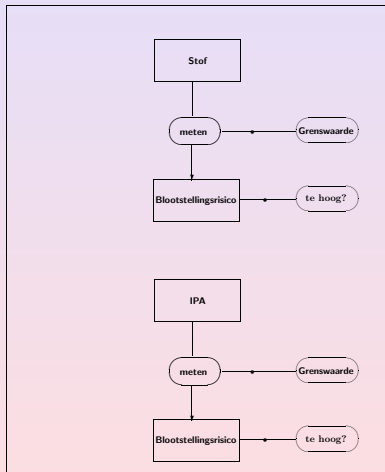 Stof
meten
Grenswaarde
Blootstellingsrisico
te hoog?
IPA
meten
Grenswaarde
Blootstellingsrisico
te hoog?